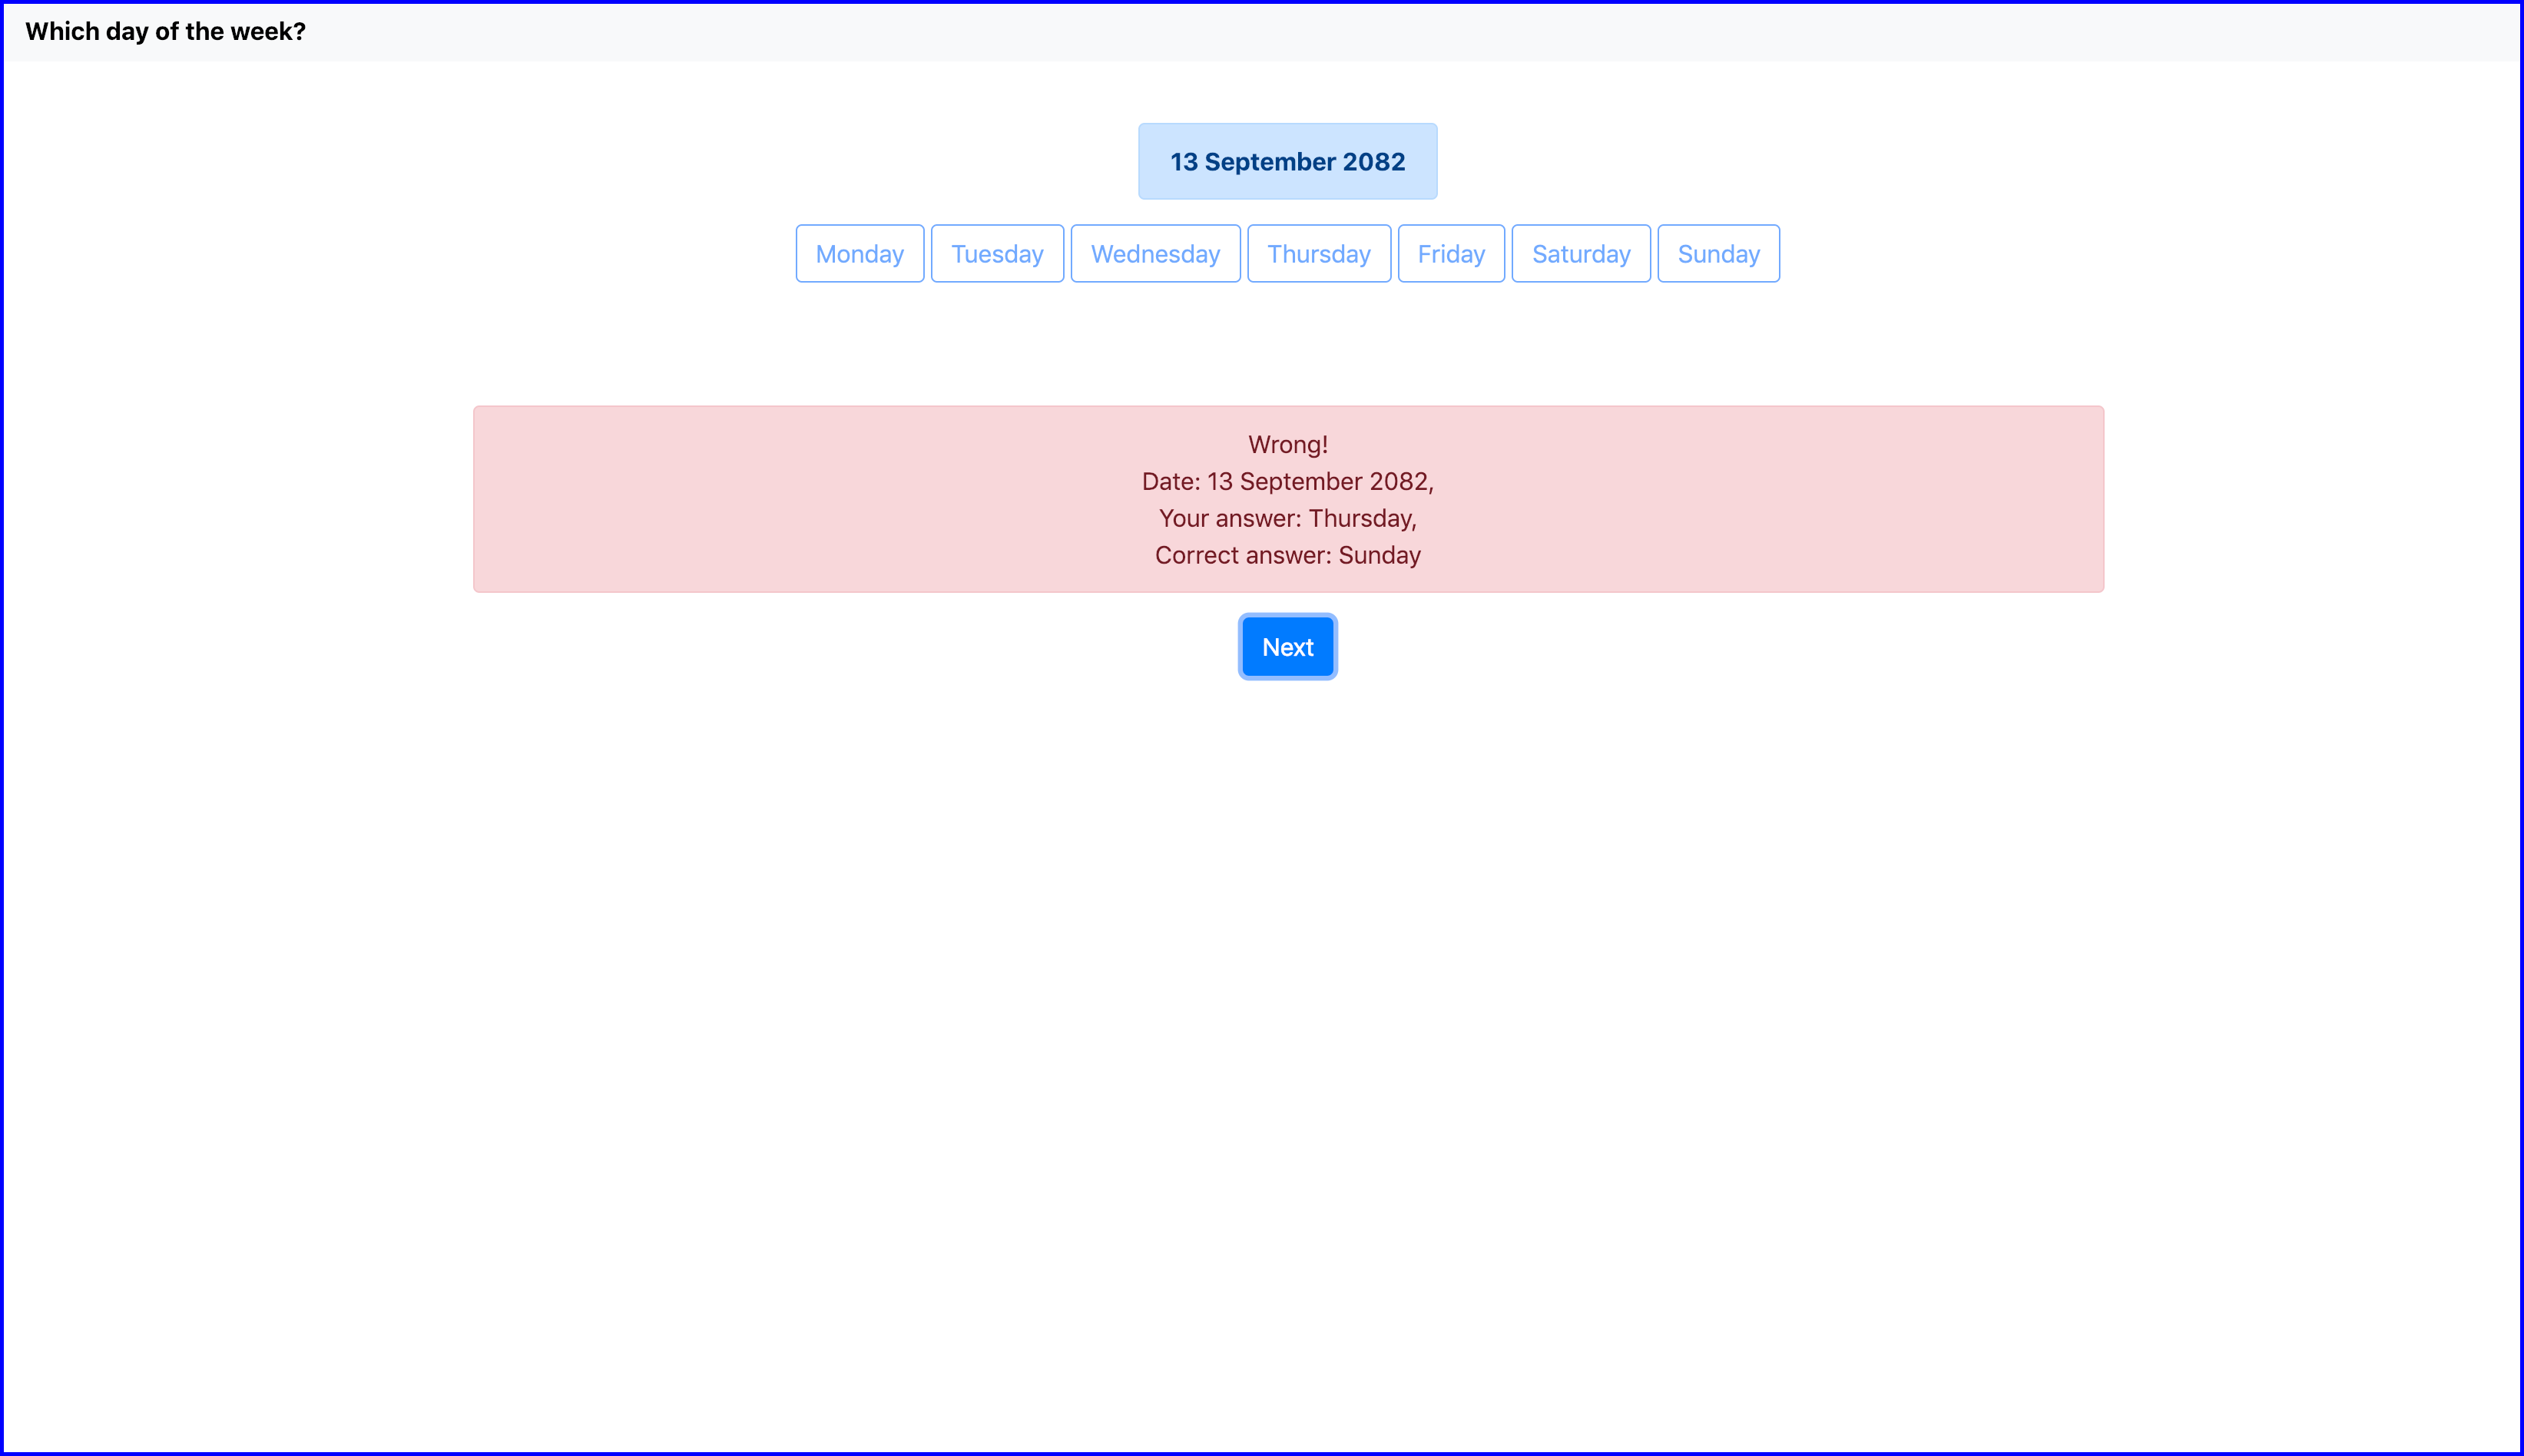 Which day of the week?
13 September 2082
Monday Tuesday Wednesday Thursday Friday Saturday Sunday
Wrong!
Date: 13 September 2082,
Your answer: Thursday,
Correct answer: Sunday
Next